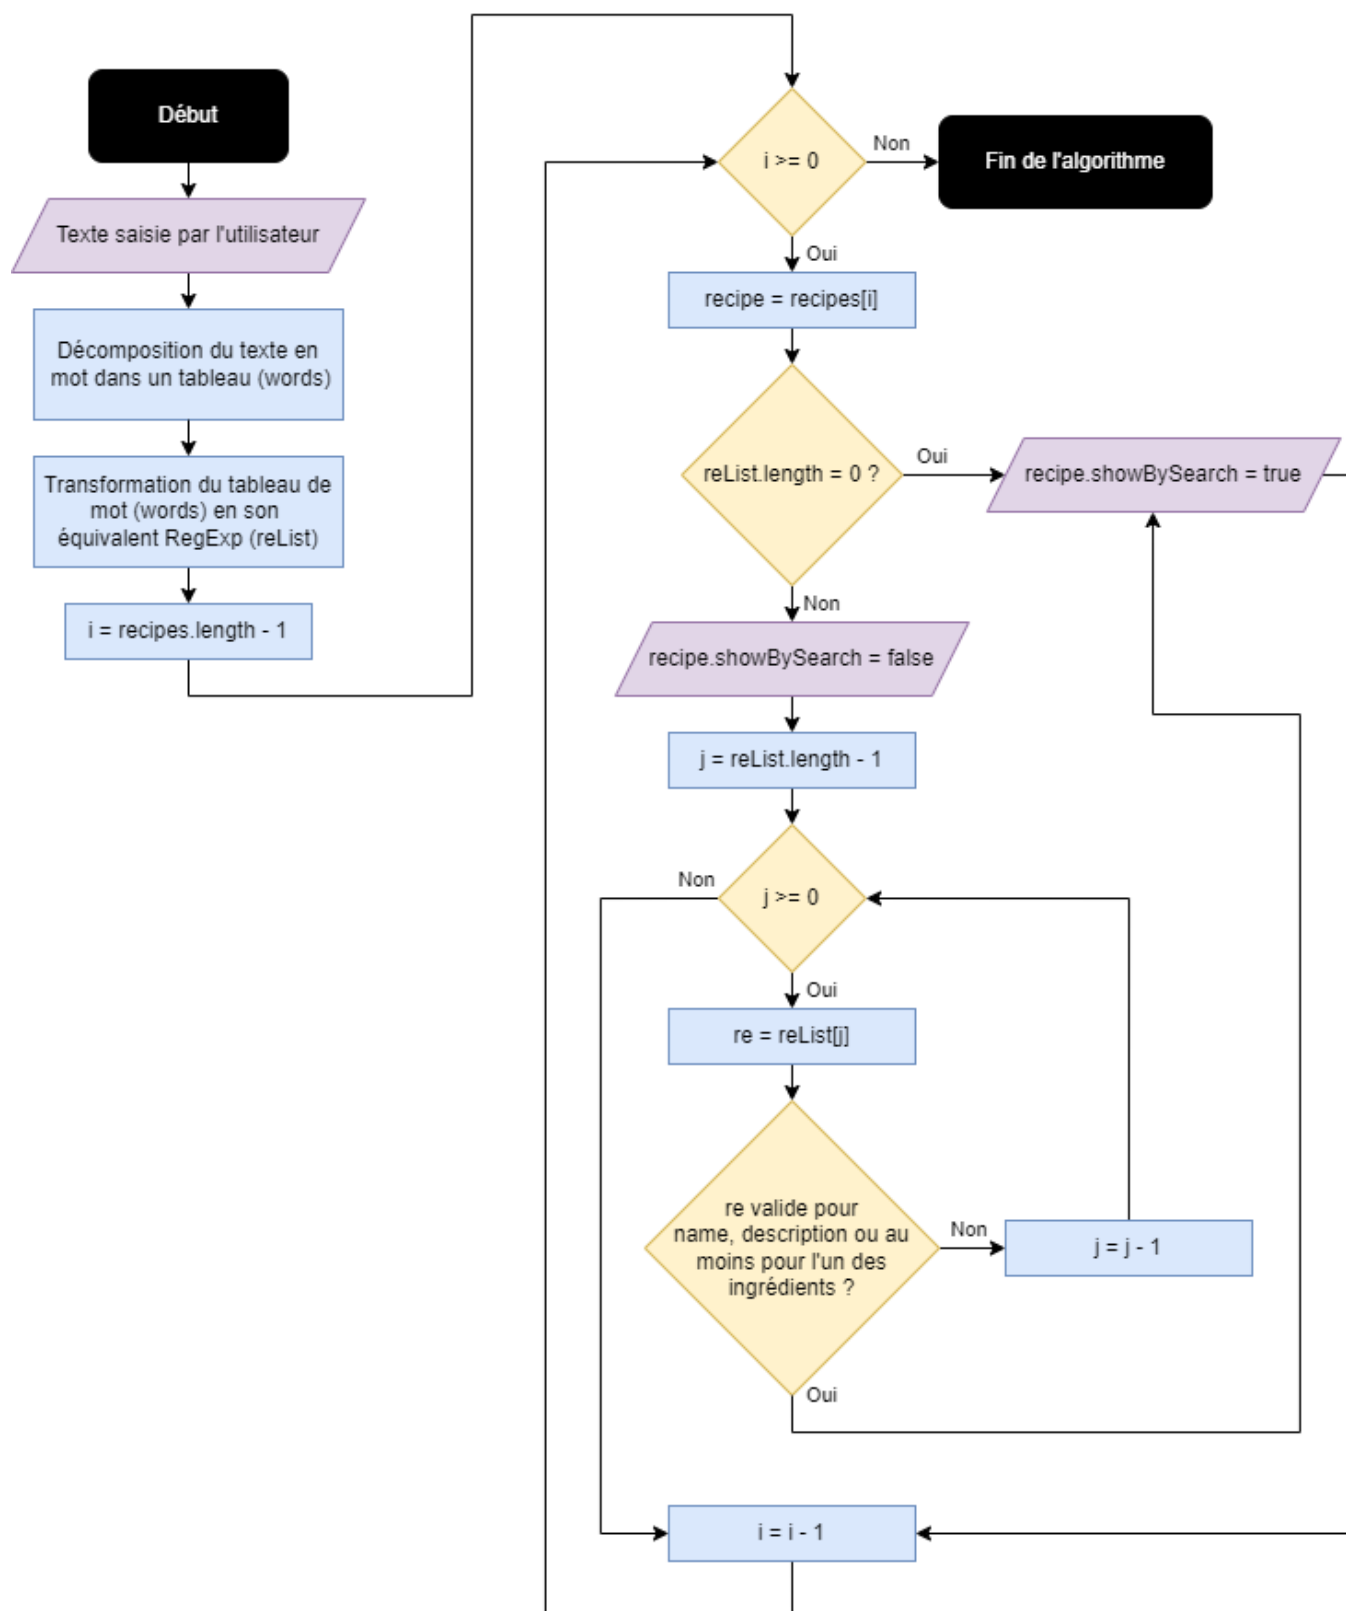 Début
Texte saisie par l'utilisateur
Décomposition du texte en
mot dans un tableau (words)
Transformation du tableau de
mot (words) en son
équivalent RegExp (reList)
i = recipes.length - 1
i >= 0
Non
Fin de l'algorithme
Oui
recipe = recipes[i]
reList.length = 0 ?
Oui
recipe.showBySearch = true
Non
recipe.showBySearch = false
j = reList.length - 1
Non
j >= 0
Oui
re = reList[j]
re valide pour
name, description ou au
moins pour l'un des
ingrédients ?
Non
j = j - 1
Oui
i = i - 1